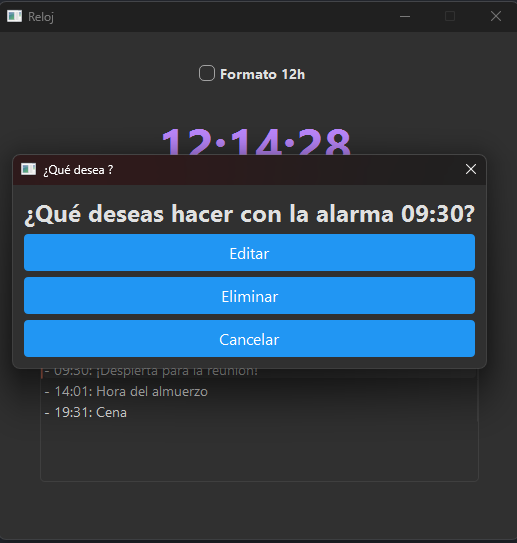 Reloj
Formato 12h
12:14:28
¿Qué desea ?
¿Qué deseas hacer con la alarma 09:30?
Editar
Eliminar
Cancelar
- 09:30: ¡Despierta para la reunión!
- 14:01: Hora del almuerzo
- 19:31: Cena